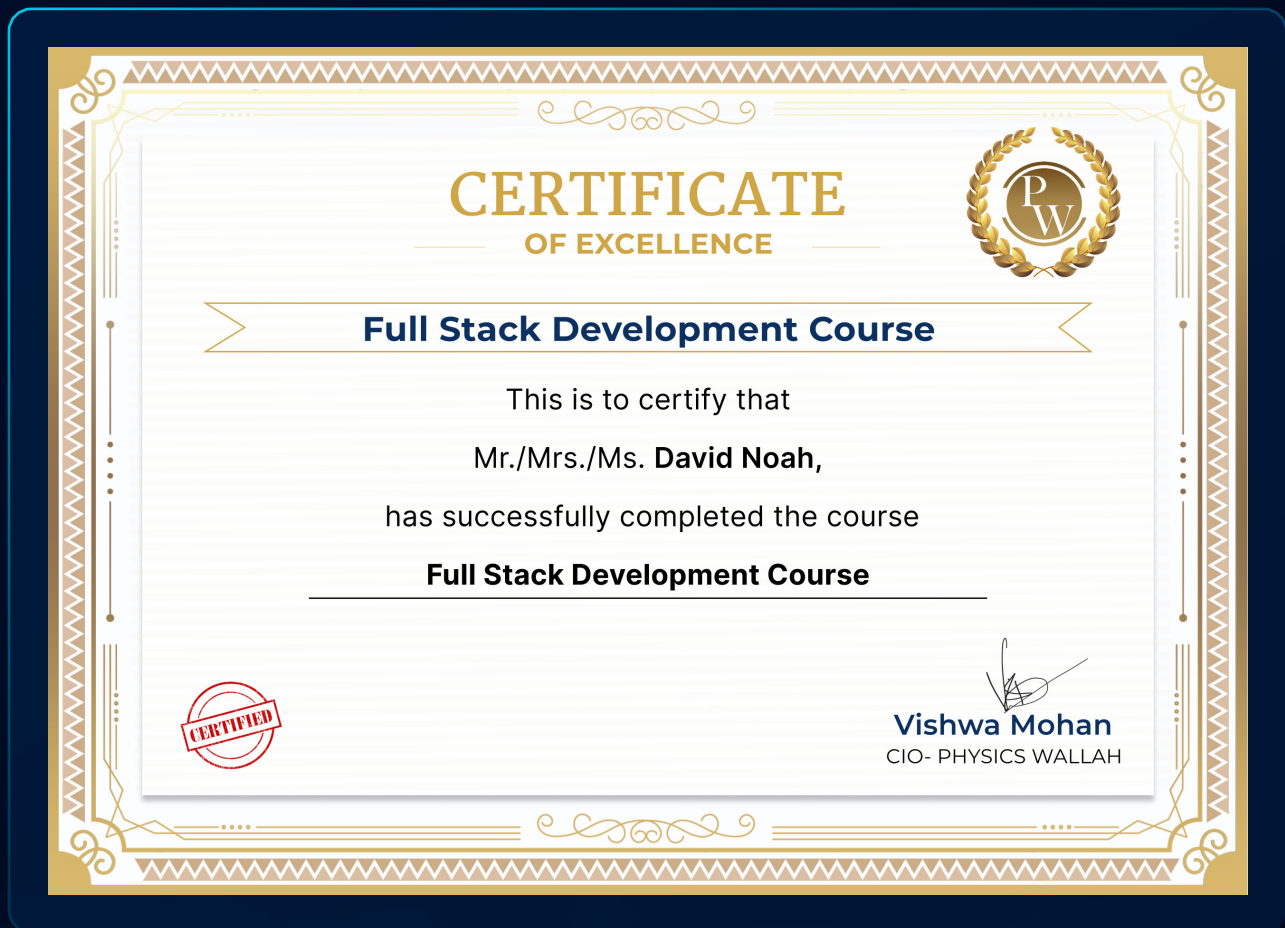 CERTIFICATE
OF EXCELLENCE
PW
Full Stack Development Course
This is to certify that
Mr./Mrs./Ms. David Noah,
has successfully completed the course
Full Stack Development Course
CERTIFIED
Vishwa Mohan
CIO- PHYSICS WALLAH